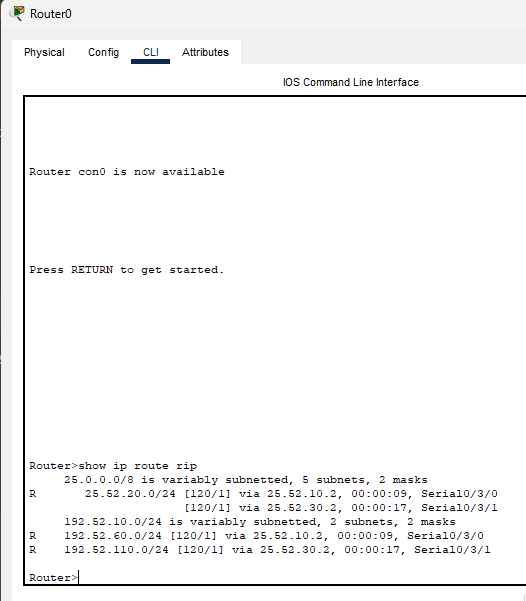 Router0
Physical Config CLI Attributes
IOS Command Line Interface
Router con0 is now available
Press RETURN to get started.
Router>show ip route rip
25.0.0.0/8 is variably subnetted, 5 subnets, 2 masks
R 25.52.20.0/24 [120/1] via 25.52.10.2, 00:00:09, Serial0/3/0
[120/1] via 25.52.30.2, 00:00:17, Serial0/3/1
192.52.10.0/24 is variably subnetted, 2 subnets, 2 masks
R 192.52.60.0/24 [120/1] via 25.52.10.2, 00:00:09, Serial0/3/0
R 192.52.110.0/24 [120/1] via 25.52.30.2, 00:00:17, Serial0/3/1
Router>